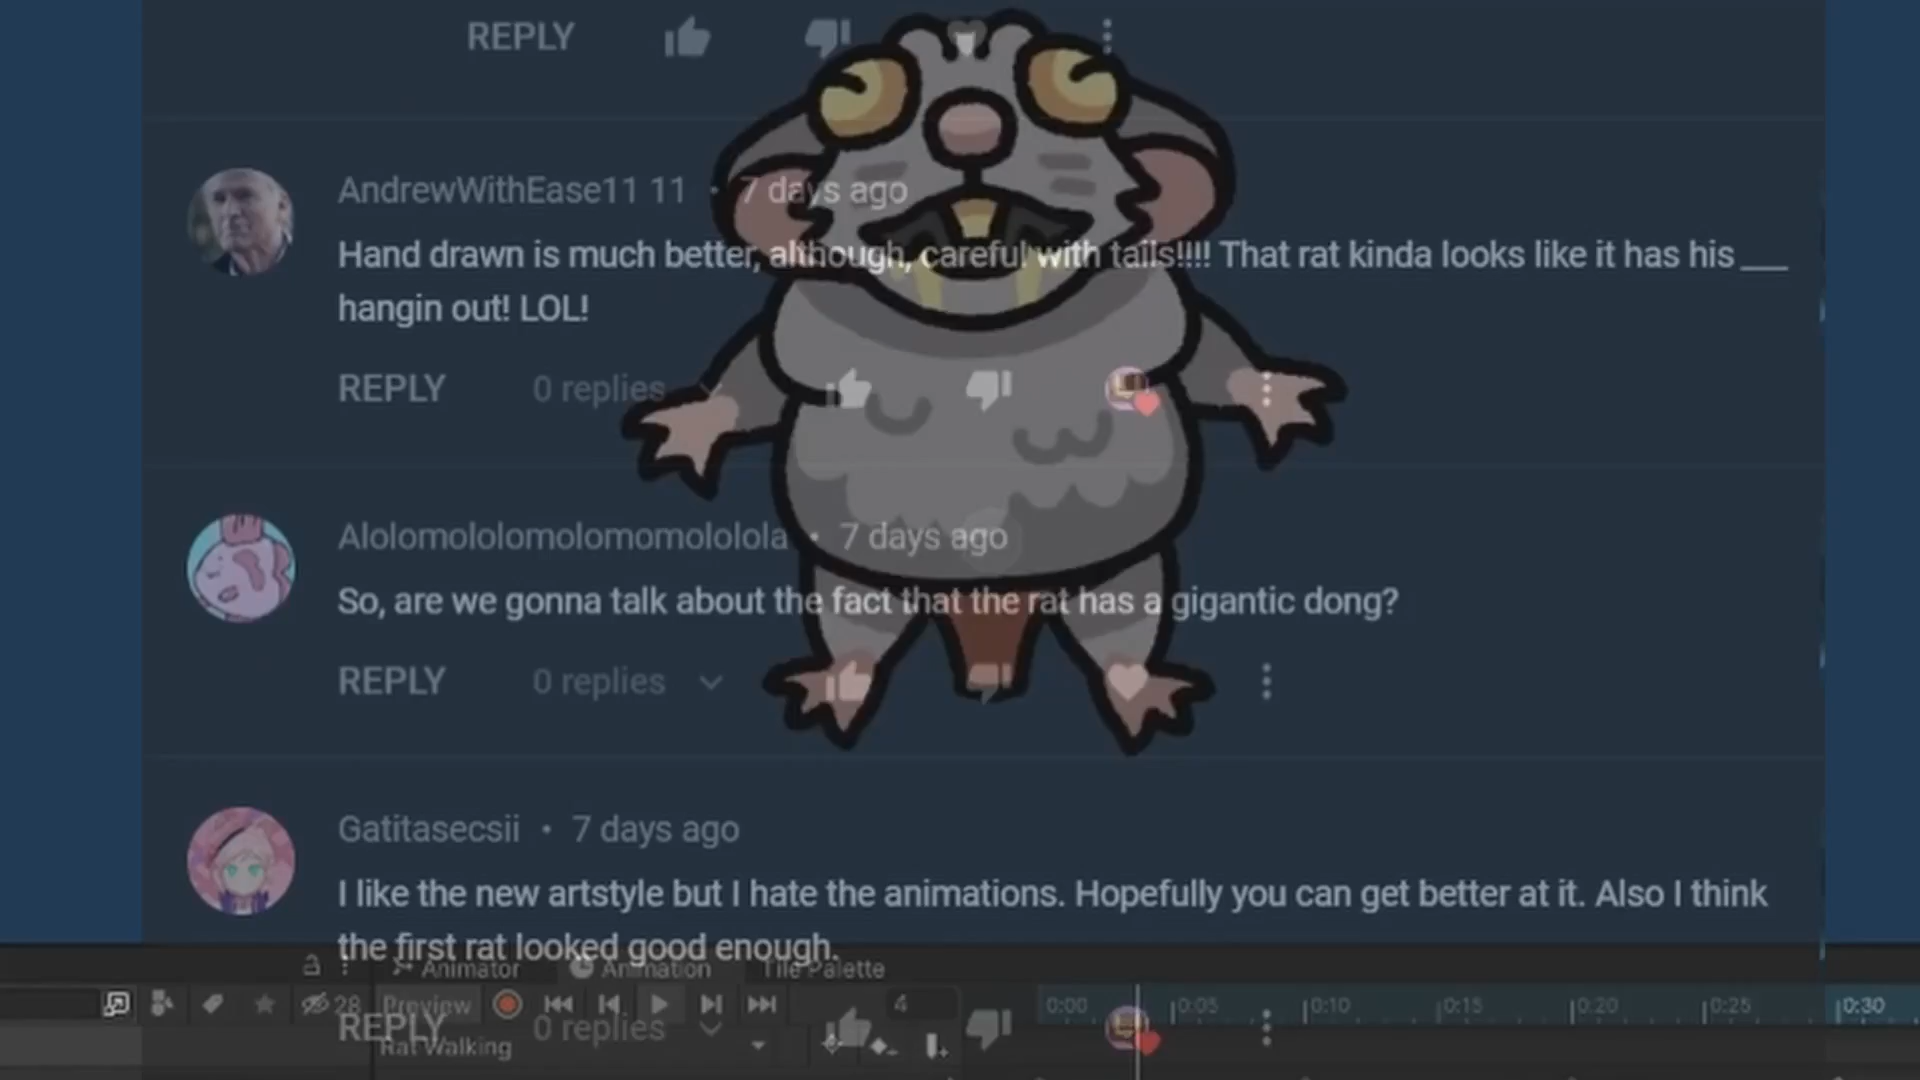 REPLY
AndrewWithEase11 11 • 7 days ago
Hand drawn is much better, although, careful with tails!!!! That rat kinda looks like it has his ___
hangin out! LOL!
REPLY 0 replies
Alolomololomolomomololola • 7 days ago
So, are we gonna talk about the fact that the rat has a gigantic dong?
REPLY 0 replies
Gatitasecsii • 7 days ago
I like the new artstyle but I hate the animations. Hopefully you can get better at it. Also I think
the first rat looked good enough.
Animator Animation Tile Palette
28 Preview 4 0:00 0:05 0:10 0:15 0:20 0:25 0:30
REPLY 0 replies
Rat Walking